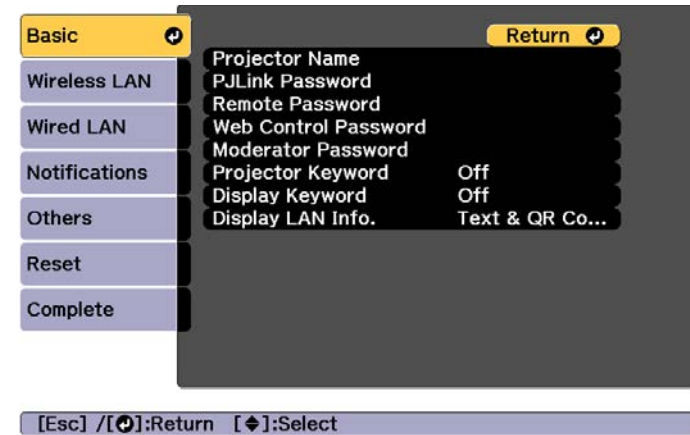 Basic
Wireless LAN
Wired LAN
Notifications
Others
Reset
Complete
Return
Projector Name
PJLink Password
Remote Password
Web Control Password
Moderator Password
Projector Keyword Off
Display Keyword Off
Display LAN Info. Text & QR Co...
[Esc] /[⏎]:Return [◆]:Select